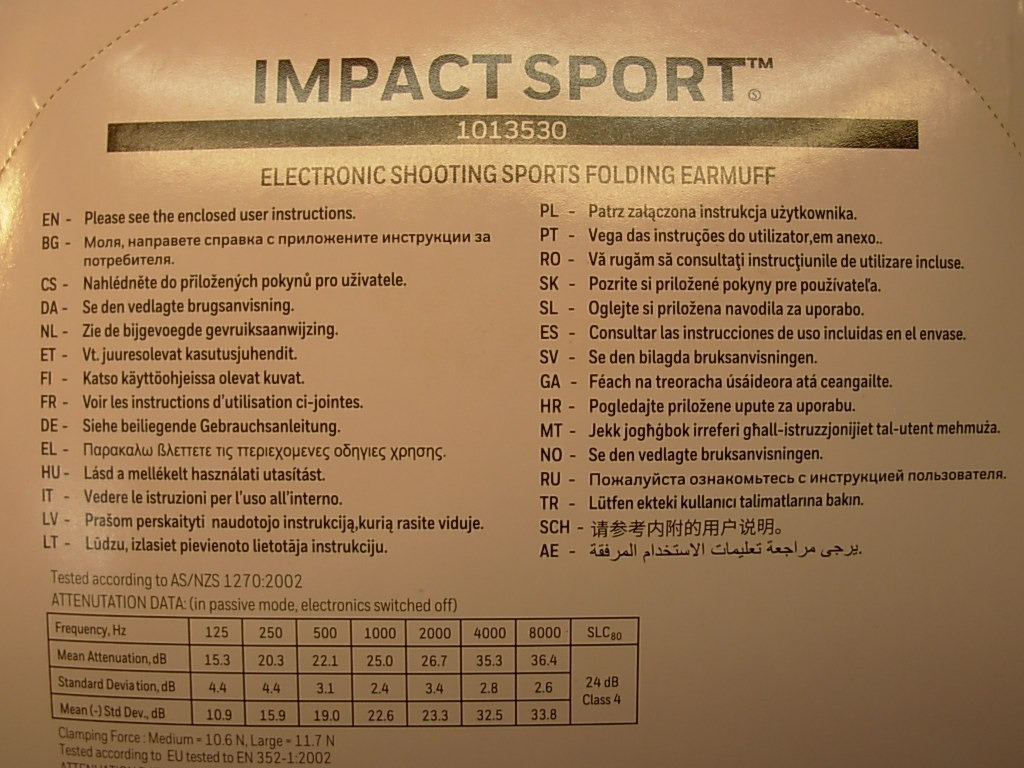 IMPACT SPORT™ Ⓢ
1013530
ELECTRONIC SHOOTING SPORTS FOLDING EARMUFF
EN - Please see the enclosed user instructions.
BG - Моля, направете справка с приложените инструкции за
потребителя.
CS - Nahlédněte do přiložených pokynů pro uživatele.
DA - Se den vedlagte brugsanvisning.
NL - Zie de bijgevoegde gevruiksaanwijzing.
ET - Vt. juuresolevat kasutusjuhendit.
FI - Katso käyttöohjeissa olevat kuvat.
FR - Voir les instructions d'utilisation ci-jointes.
DE - Siehe beiliegende Gebrauchsanleitung.
EL - Παρακαλω ßλεττετε τις ττεριεχομενες οδηγιες χρησης.
HU - Lásd a mellékelt használati utasítást.
IT - Vedere le istruzioni per l'uso all'interno.
LV - Prašom perskaityti naudotojo instrukciją,kurią rasite viduje.
LT - Lūdzu, izlasiet pievienoto lietotāja instrukciju.
PL - Patrz załączona instrukcja użytkownika.
PT - Vega das instruções do utilizator,em anexo..
RO - Vă rugăm să consultaţi instrucţiunile de utilizare incluse.
SK - Pozrite si priložené pokyny pre používateľa.
SL - Oglejte si priložena navodila za uporabo.
ES - Consultar las instrucciones de uso incluidas en el envase.
SV - Se den bilagda bruksanvisningen.
GA - Féach na treoracha úsáideora atá ceangailte.
HR - Pogledajte priložene upute za uporabu.
MT - Jekk jogħġbok irreferi għall-istruzzjonijiet tal-utent mehmuża.
NO - Se den vedlagte bruksanvisningen.
RU - Пожалуйста ознакомьтесь с инструкцией пользователя.
TR - Lütfen ekteki kullanıcı talimatlarına bakın.
SCH - 请参考内附的用户说明。
AE - يرجى مراجعة تعليمات الاستخدام المرفقة.
Tested according to AS/NZS 1270:2002
ATTENUTATION DATA: (in passive mode, electronics switched off)
Frequency, Hz 125 250 500 1000 2000 4000 8000 SLC80
Mean Attenuation, dB 15.3 20.3 22.1 25.0 26.7 35.3 36.4
Standard Deviation, dB 4.4 4.4 3.1 2.4 3.4 2.8 2.6
24 dB
Class 4
Mean (-) Std Dev., dB 10.9 15.9 19.0 22.6 23.3 32.5 33.8
Clamping Force : Medium = 10.6 N, Large = 11.7 N
Tested according to EU tested to EN 352-1:2002